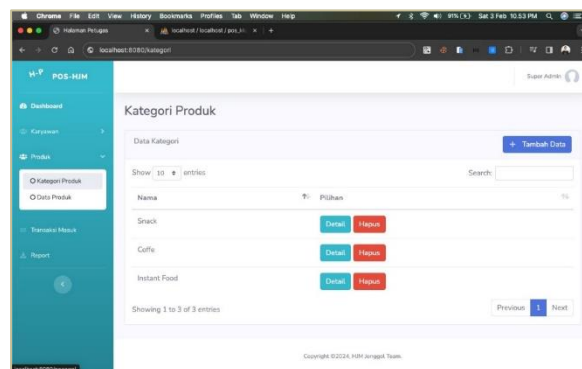 Chrome File Edit View History Bookmarks Profiles Tab Window Help 91% Sat 3 Feb 10.53 PM
Halaman Petugas localhost / localhost / pos_
localhost:8080/kategori
H-P POS-HJM
Super Admin
Dashboard
Karyawan
Produk
Kategori Produk
Data Produk
Transaksi Masuk
Report
Kategori Produk
Data Kategori
+ Tambah Data
Show 10 entries
Search:
Nama Pilihan
Snack Detail Hapus
Coffe Detail Hapus
Instant Food Detail Hapus
Showing 1 to 3 of 3 entries
Previous 1 Next
Copyright ©2024, HJM Jonggol Team.